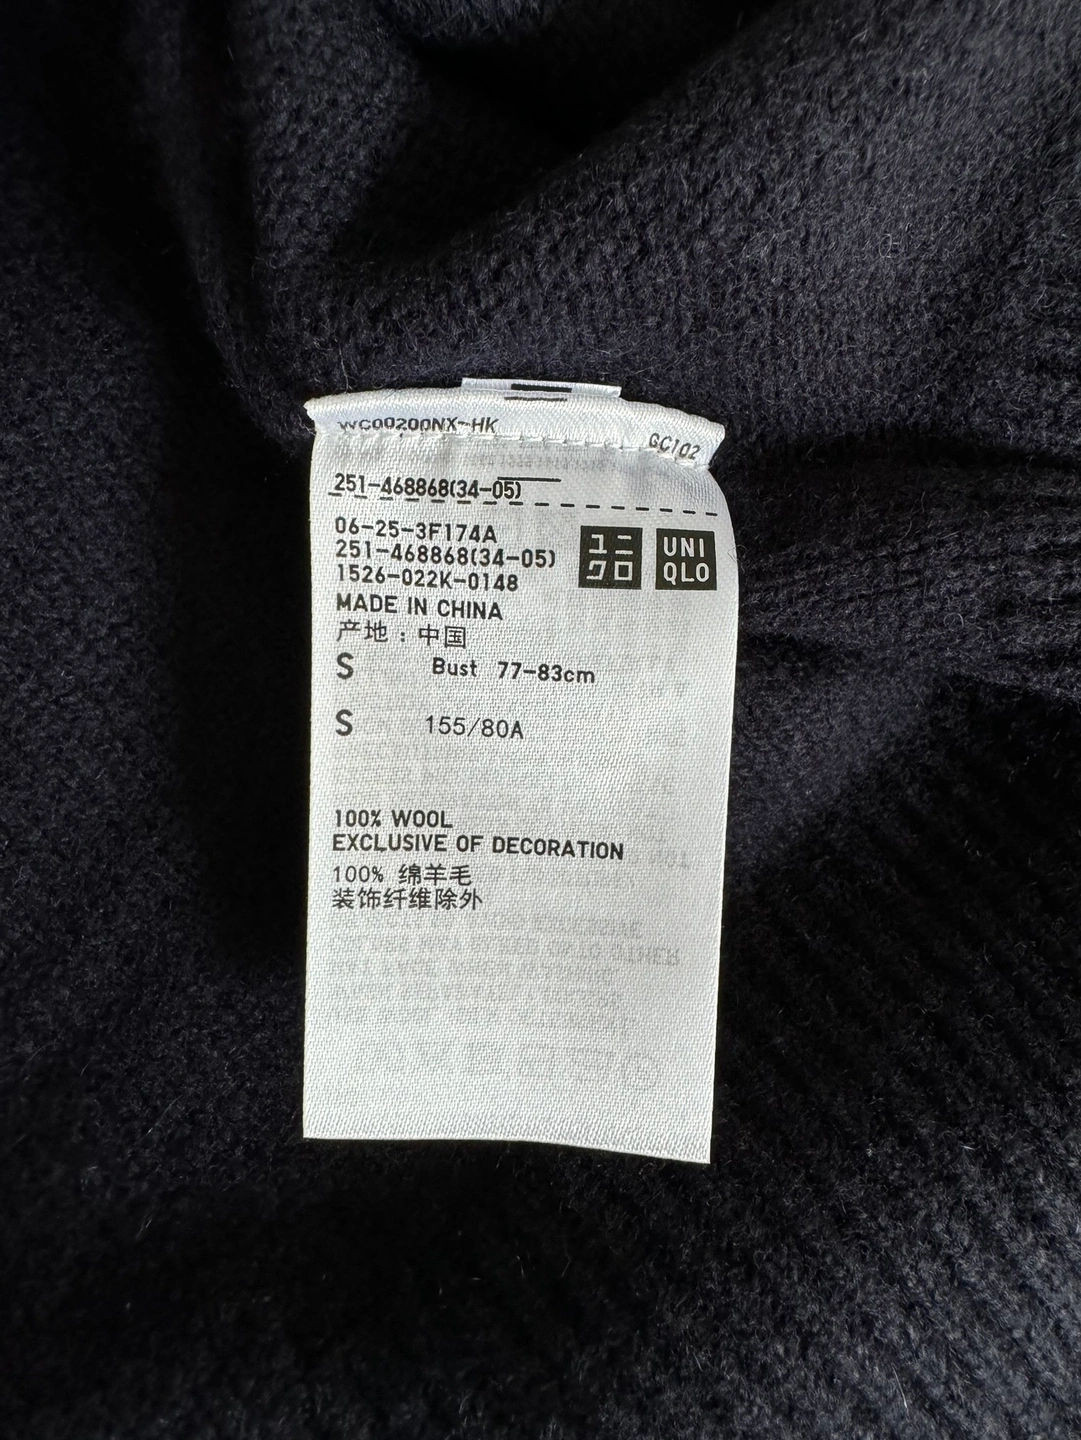 WC00200NX-HK
GC102
251-468868(34-05)
06-25-3F174A
251-468868(34-05)
1526-022K-0148
ユニ
クロ
UNI
QLO
MADE IN CHINA
产地：中国
S Bust 77-83cm
S 155/80A
100% WOOL
EXCLUSIVE OF DECORATION
100% 绵羊毛
装饰纤维除外